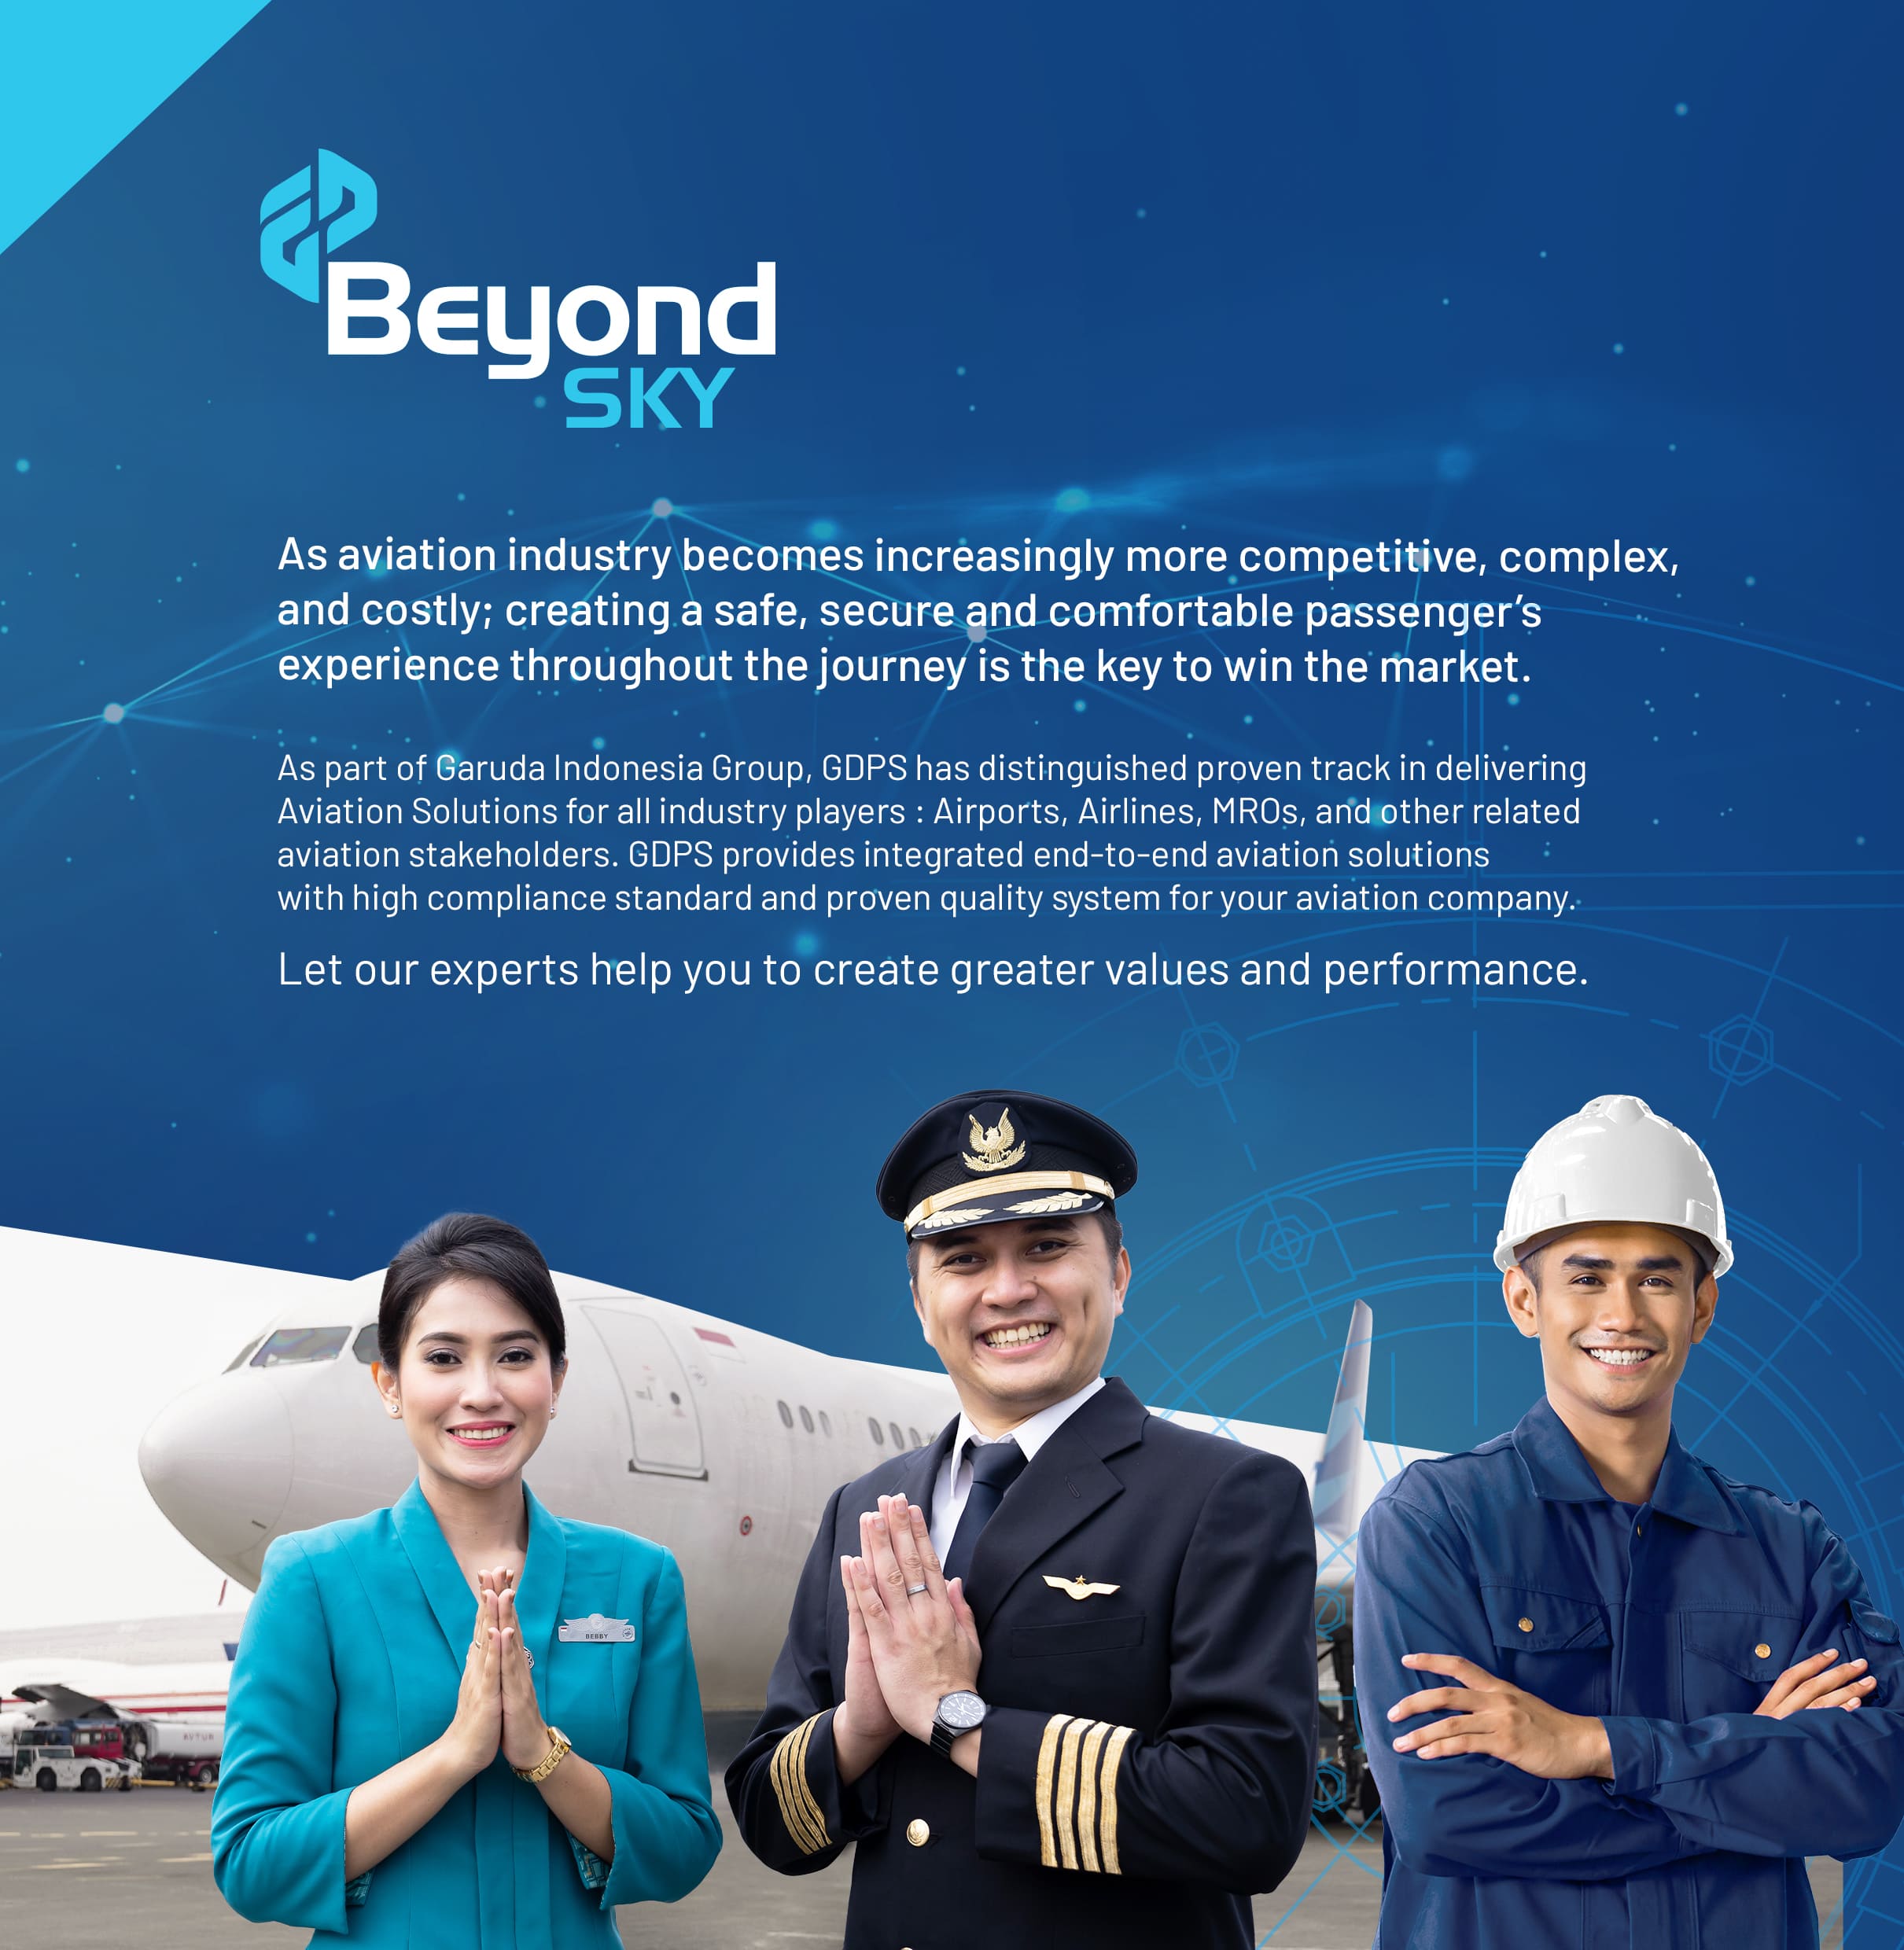 Beyond
SKY
As aviation industry becomes increasingly more competitive, complex,
and costly; creating a safe, secure and comfortable passenger’s
experience throughout the journey is the key to win the market.
As part of Garuda Indonesia Group, GDPS has distinguished proven track in delivering
Aviation Solutions for all industry players : Airports, Airlines, MROs, and other related
aviation stakeholders. GDPS provides integrated end-to-end aviation solutions
with high compliance standard and proven quality system for your aviation company.
Let our experts help you to create greater values and performance.
BEBBY
AVTUR